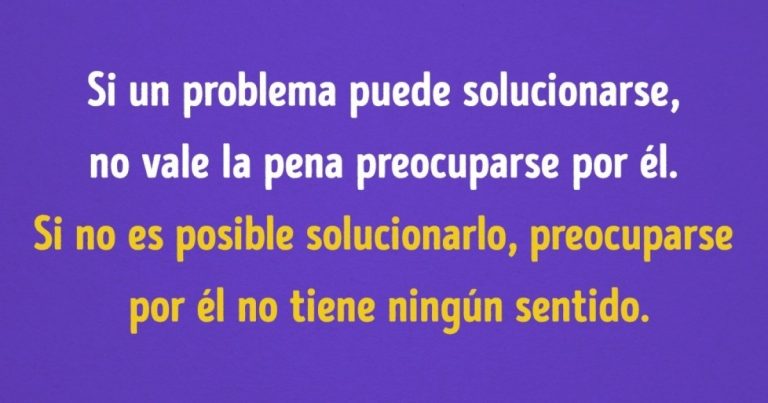 Si un problema puede solucionarse,
no vale la pena preocuparse por él.
Si no es posible solucionarlo, preocuparse
por él no tiene ningún sentido.